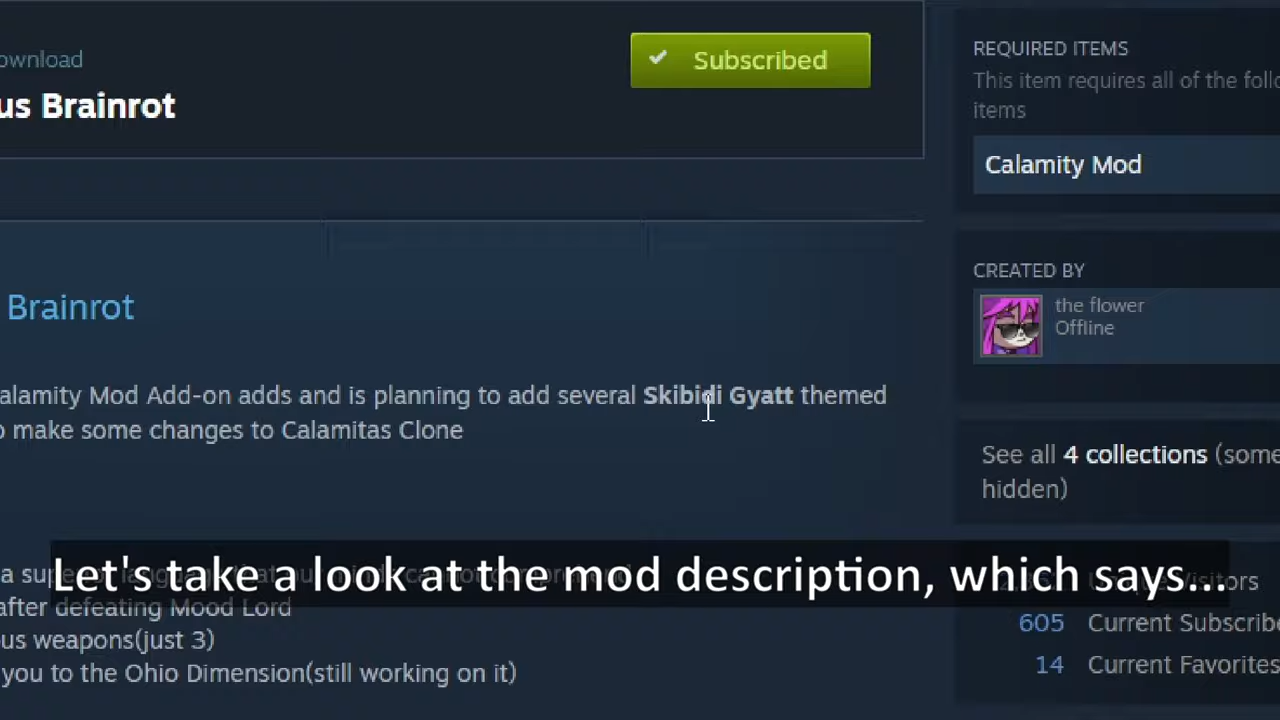 ownload
us Brainrot
Subscribed
REQUIRED ITEMS
This item requires all of the follo
items
Calamity Mod
CREATED BY
the flower
Offline
Brainrot
alamity Mod Add-on adds and is planning to add several Skibidi Gyatt themed
o make some changes to Calamitas Clone
See all 4 collections (some
hidden)
Let's take a look at the mod description, which says...
after defeating Mood Lord
us weapons(just 3)
you to the Ohio Dimension(still working on it)
605 Current Subscribe
14 Current Favorites